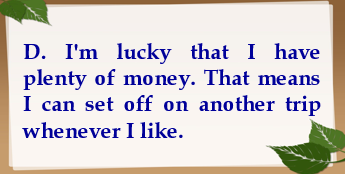 D. I'm lucky that I have
plenty of money. That means
I can set off on another trip
whenever I like.